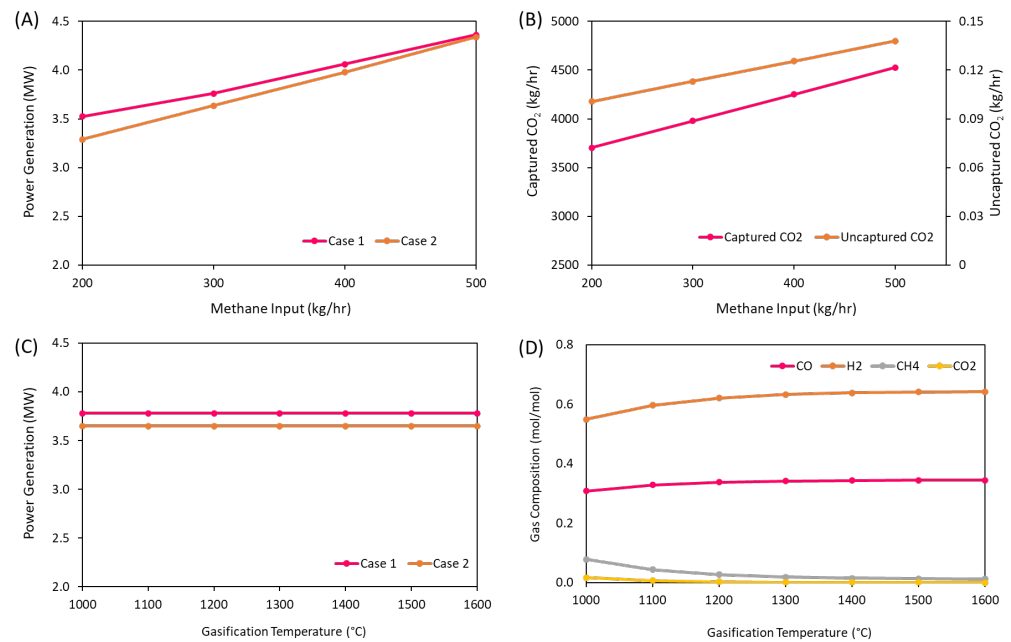 (A)
4.5
4.0
3.5
3.0
2.5
2.0
Power Generation (MW)
Case 1 Case 2
200 300 400 500
Methane Input (kg/hr)
(B)
5000
4500
4000
3500
3000
2500
Captured CO₂ (kg/hr)
0.15
0.12
0.09
0.06
0.03
0
Uncaptured CO₂ (kg/hr)
Captured CO2 Uncaptured CO2
200 300 400 500
Methane Input (kg/hr)
(C)
4.5
4.0
3.5
3.0
2.5
2.0
Power Generation (MW)
Case 1 Case 2
1000 1100 1200 1300 1400 1500 1600
Gasification Temperature (°C)
(D)
0.8
0.6
0.4
0.2
0.0
Gas Composition (mol/mol)
CO H2 CH4 CO2
1000 1100 1200 1300 1400 1500 1600
Gasification Temperature (°C)